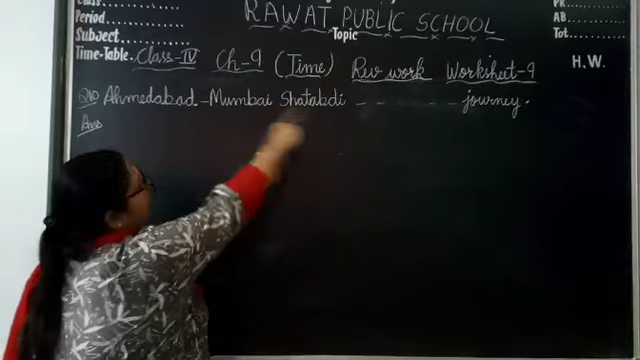 Class
RAWAT PUBLIC SCHOOL
PR
Period
Topic
AB
Subject
Tot
Time-Table. Class-IV Ch-9 (Time) Rev work Worksheet-9
H.W.
Q10 Ahmedabad - Mumbai Shatabdi - - - - - - journey.
Ans